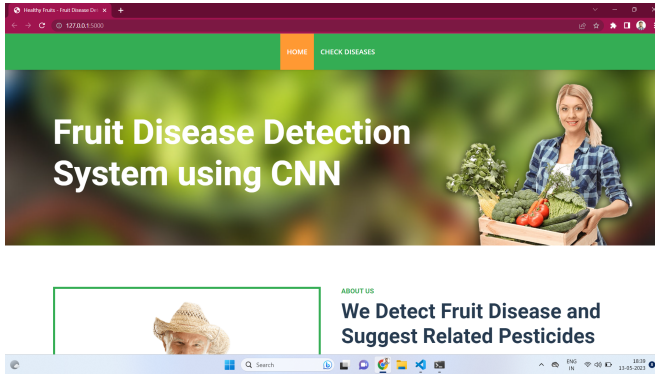 Healthy Fruits - Fruit Disease De
127.0.0.1:5000
HOME
CHECK DISEASES
Fruit Disease Detection
System using CNN
ABOUT US
We Detect Fruit Disease and
Suggest Related Pesticides
Search
ENG
IN
18:39
13-05-2023